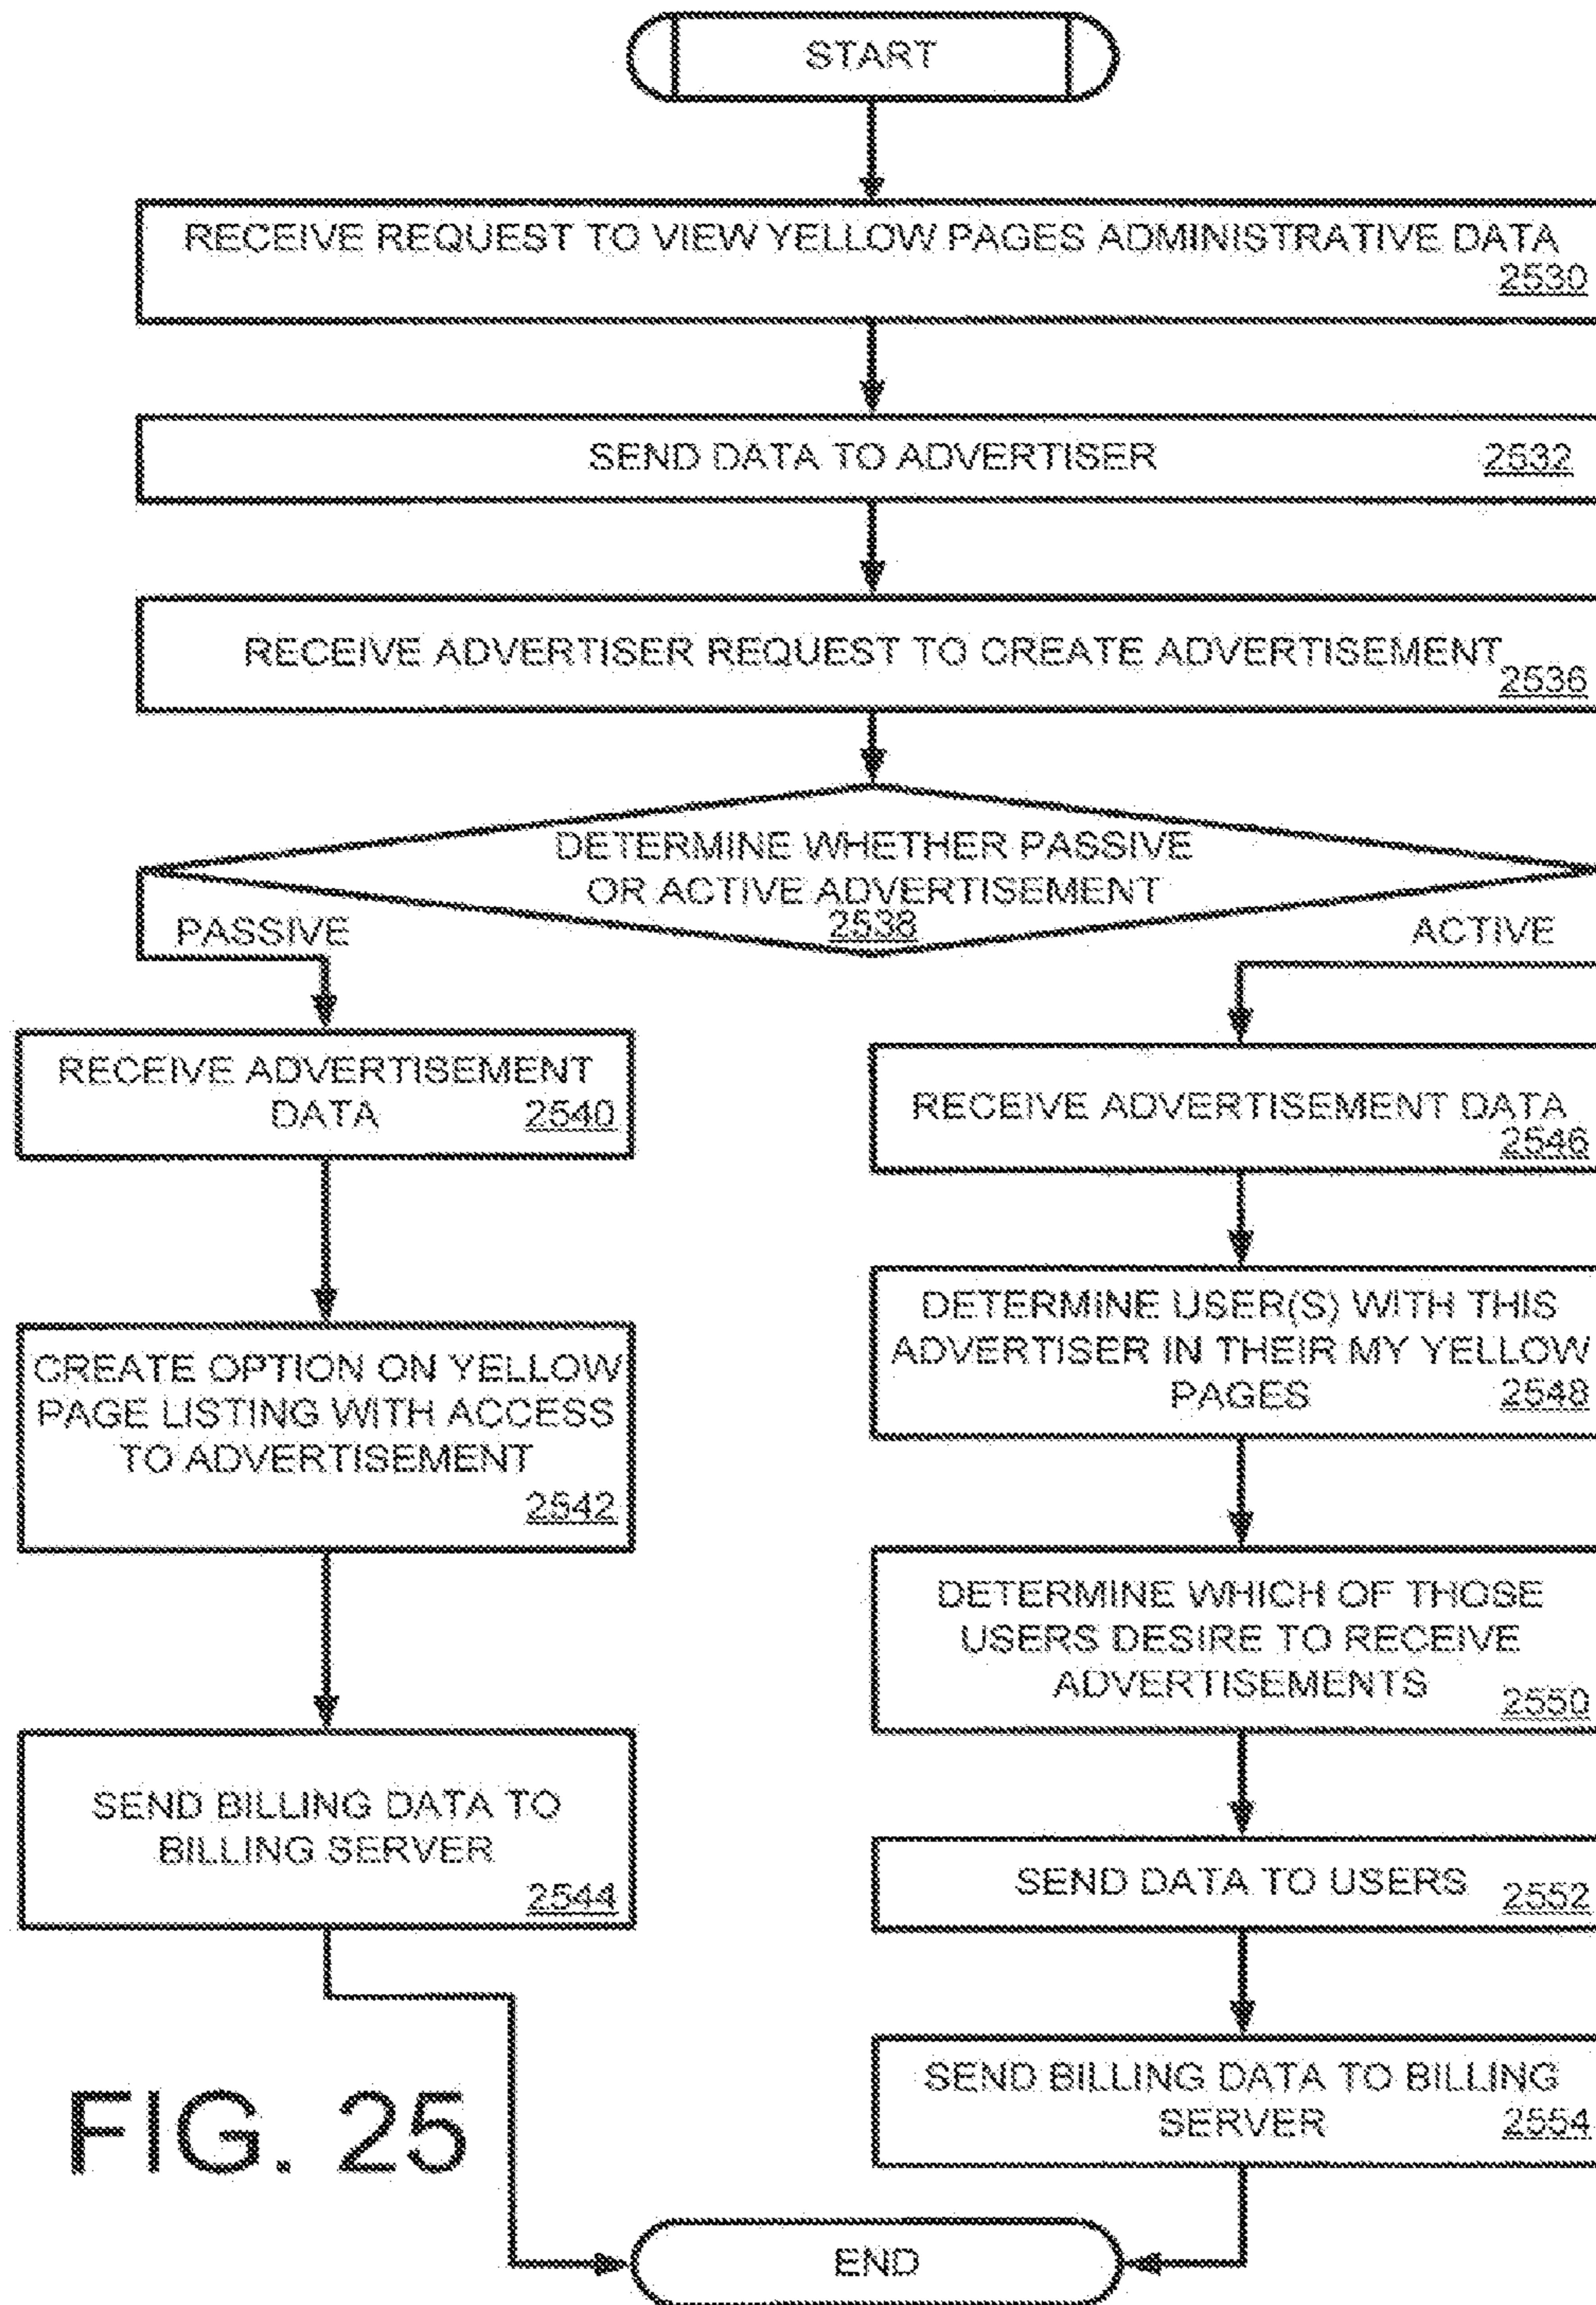 START
RECEIVE REQUEST TO VIEW YELLOW PAGES ADMINISTRATIVE DATA
2530
SEND DATA TO ADVERTISER 2532
RECEIVE ADVERTISER REQUEST TO CREATE ADVERTISEMENT
2536
DETERMINE WHETHER PASSIVE
OR ACTIVE ADVERTISEMENT
2538
PASSIVE
ACTIVE
RECEIVE ADVERTISEMENT
DATA 2540
CREATE OPTION ON YELLOW
PAGE LISTING WITH ACCESS
TO ADVERTISEMENT
2542
SEND BILLING DATA TO
BILLING SERVER
2544
RECEIVE ADVERTISEMENT DATA
2546
DETERMINE USER(S) WITH THIS
ADVERTISER IN THEIR MY YELLOW
PAGES 2548
DETERMINE WHICH OF THOSE
USERS DESIRE TO RECEIVE
ADVERTISEMENTS
2550
SEND DATA TO USERS 2552
SEND BILLING DATA TO BILLING
SERVER 2554
END
FIG. 25